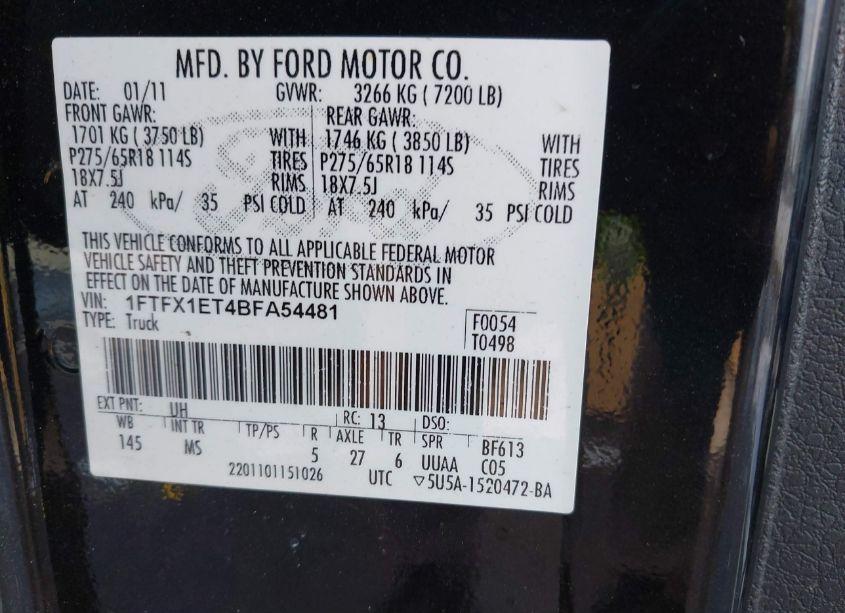 MFD. BY FORD MOTOR CO.
DATE: 01/11 GVWR: 3266 KG ( 7200 LB)
FRONT GAWR: REAR GAWR:
1701 KG ( 3750 LB) WITH 1746 KG ( 3850 LB) WITH
P275/65R18 114S TIRES P275/65R18 114S TIRES
18X7.5J RIMS 18X7.5J RIMS
AT 240 kPa/ 35 PSI COLD AT 240 kPa/ 35 PSI COLD
THIS VEHICLE CONFORMS TO ALL APPLICABLE FEDERAL MOTOR
VEHICLE SAFETY AND THEFT PREVENTION STANDARDS IN
EFFECT ON THE DATE OF MANUFACTURE SHOWN ABOVE.
VIN: 1FTFX1ET4BFA54481
TYPE: Truck
F0054
T0498
EXT PNT: UH RC: 13 DSO:
WB INT TR TP/PS R AXLE TR SPR BF613
145 MS 5 27 6 UUAA C05
2201101151026 UTC ▽5U5A-1520472-BA